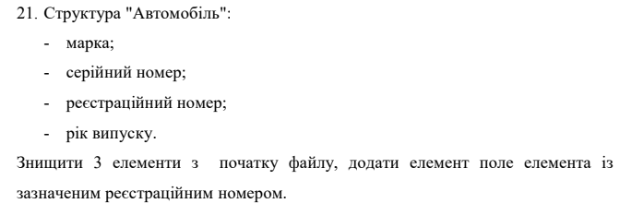 21. Структура "Автомобіль":
- марка;
- серійний номер;
- реєстраційний номер;
- рік випуску.
Знищити 3 елементи з початку файлу, додати елемент поле елемента із
зазначеним реєстраційним номером.